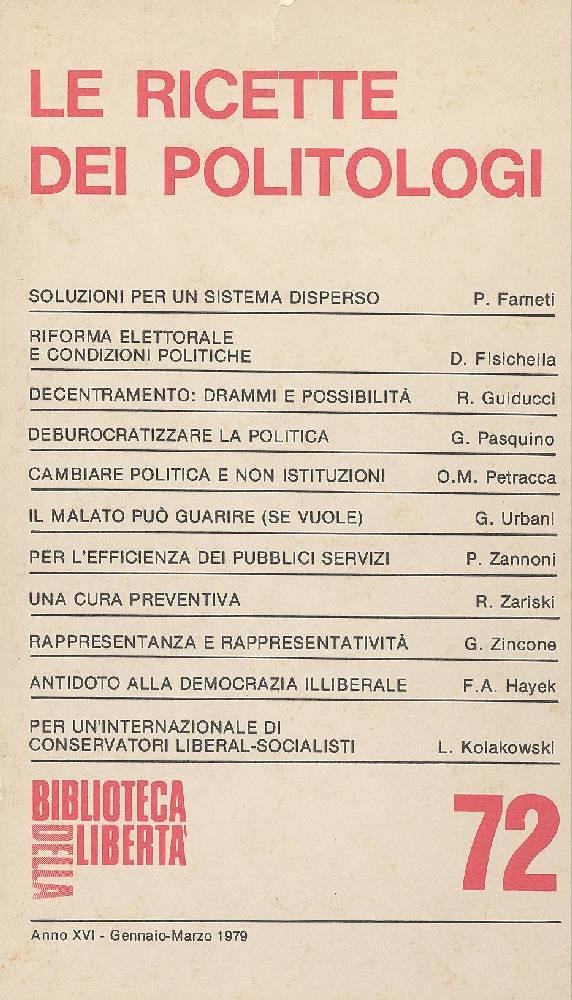 LE RICETTE
DEI POLITOLOGI
SOLUZIONI PER UN SISTEMA DISPERSO P. Farneti
RIFORMA ELETTORALE
E CONDIZIONI POLITICHE D. Fisichella
DECENTRAMENTO: DRAMMI E POSSIBILITÀ R. Guiducci
DEBUROCRATIZZARE LA POLITICA G. Pasquino
CAMBIARE POLITICA E NON ISTITUZIONI O.M. Petracca
IL MALATO PUÒ GUARIRE (SE VUOLE) G. Urbani
PER L'EFFICIENZA DEI PUBBLICI SERVIZI P. Zannoni
UNA CURA PREVENTIVA R. Zariski
RAPPRESENTANZA E RAPPRESENTATIVITÀ G. Zincone
ANTIDOTO ALLA DEMOCRAZIA ILLIBERALE F.A. Hayek
PER UN'INTERNAZIONALE DI
CONSERVATORI LIBERAL-SOCIALISTI L. Kolakowski
BIBLIOTECA
DELLA
LIBERTA'
72
Anno XVI - Gennaio-Marzo 1979